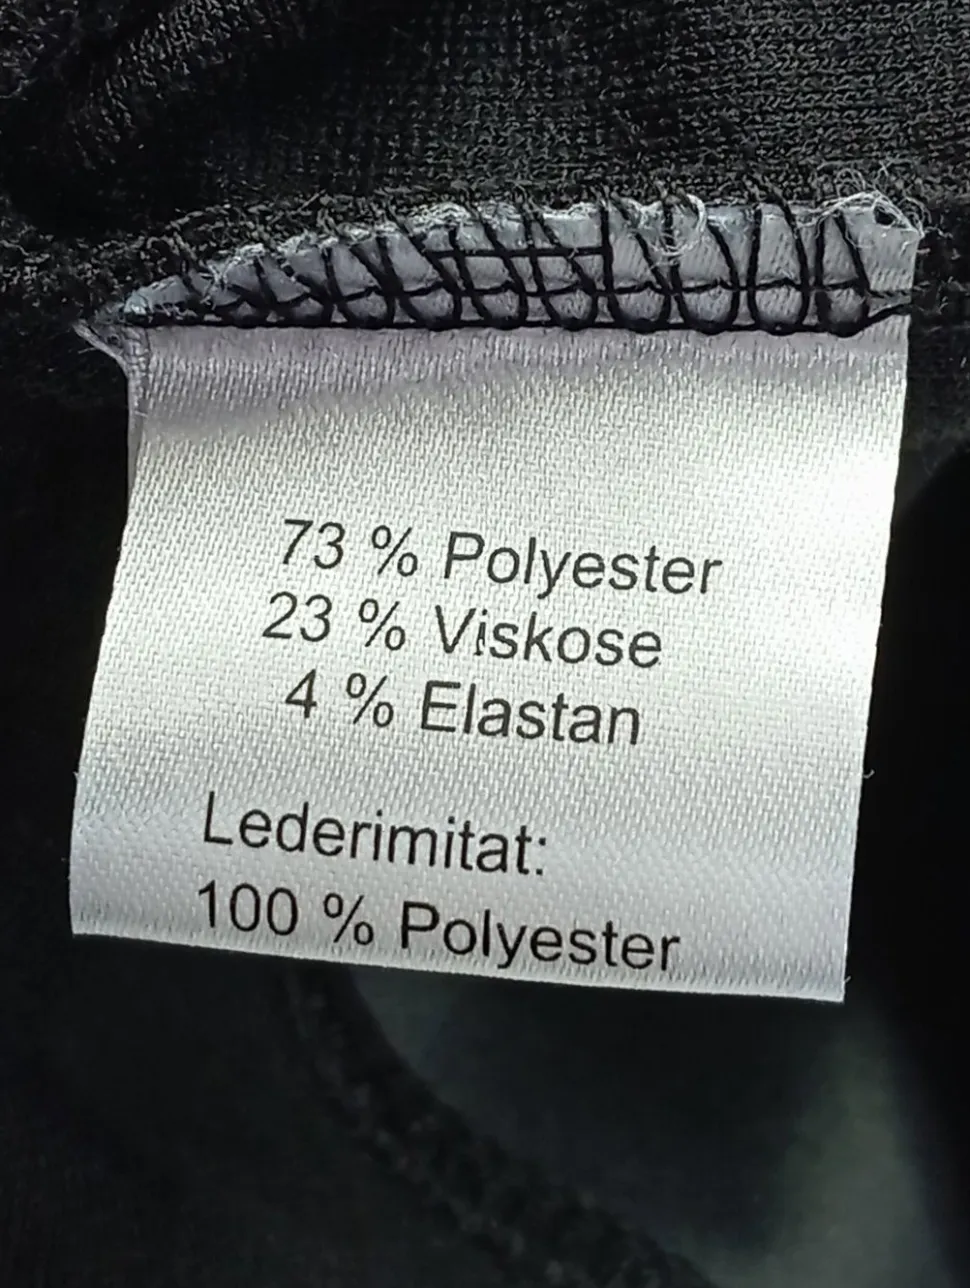 73 % Polyester
23 % Viskose
4 % Elastan
Lederimitat:
100 % Polyester